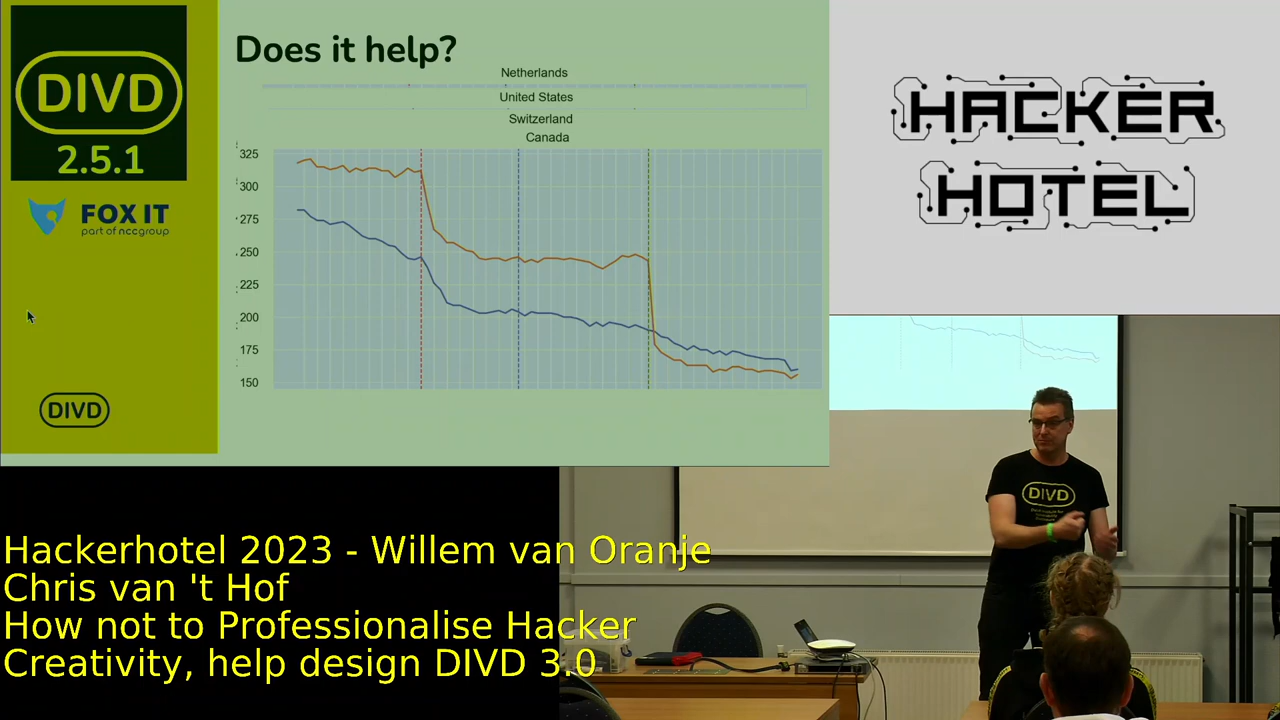 DIVD
2.5.1
FOX IT
part of nccgroup
DIVD
Does it help?
Netherlands
United States
Switzerland
Canada
325
300
275
250
225
200
175
150
HACKER
HOTEL
DIVD
Hackerhotel 2023 - Willem van Oranje
Chris van 't Hof
How not to Professionalise Hacker
Creativity, help design DIVD 3.0